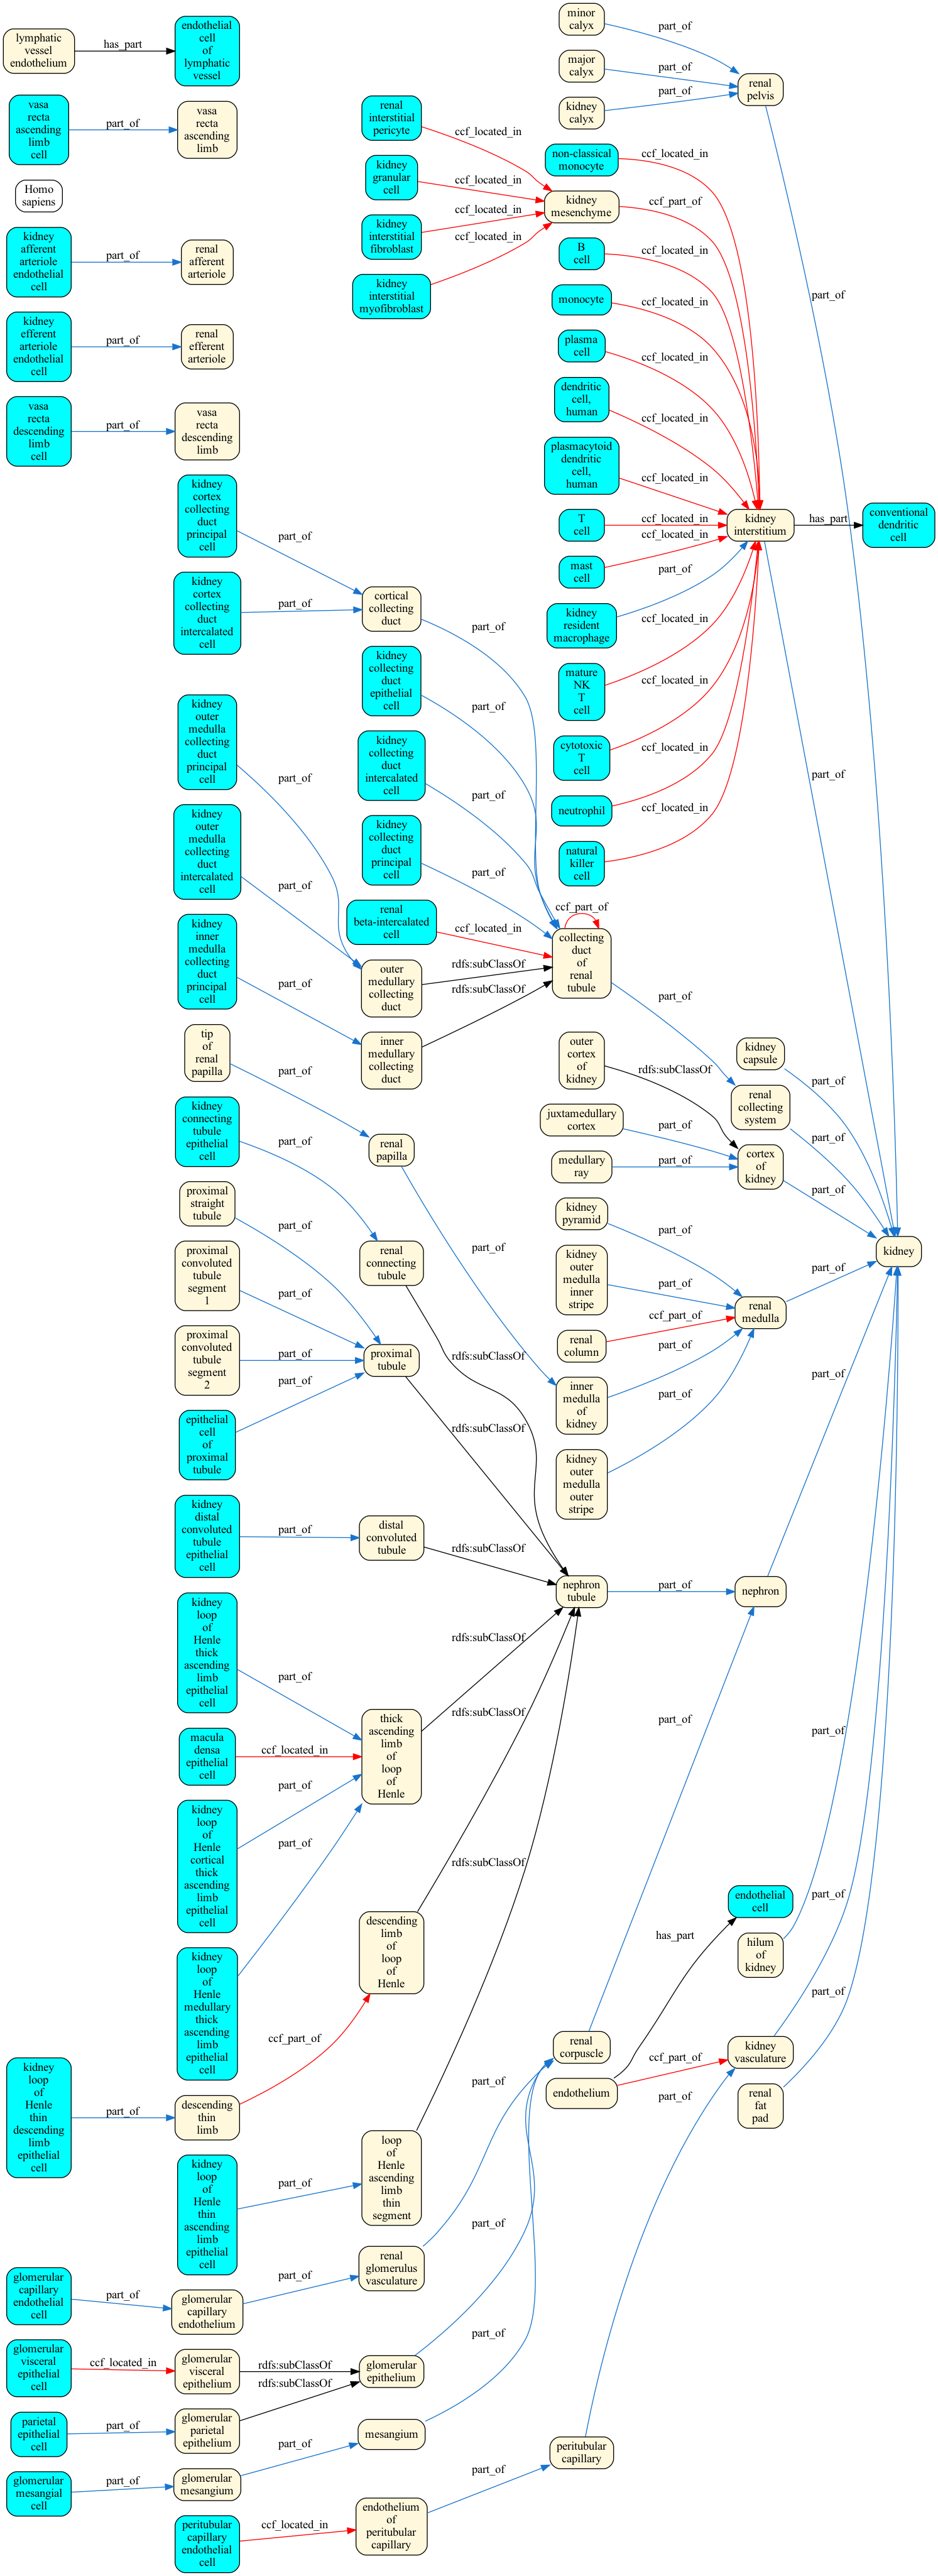 lymphatic
vessel
endothelium
has_part
endothelial
cell
of
lymphatic
vessel
vasa
recta
ascending
limb
cell
part_of
vasa
recta
ascending
limb
Homo
sapiens
kidney
afferent
arteriole
endothelial
cell
part_of
renal
afferent
arteriole
kidney
efferent
arteriole
endothelial
cell
part_of
renal
efferent
arteriole
vasa
recta
descending
limb
cell
part_of
vasa
recta
descending
limb
kidney
cortex
collecting
duct
principal
cell
part_of
kidney
cortex
collecting
duct
intercalated
cell
part_of
cortical
collecting
duct
part_of
kidney
outer
medulla
collecting
duct
principal
cell
part_of
kidney
outer
medulla
collecting
duct
intercalated
cell
part_of
kidney
inner
medulla
collecting
duct
principal
cell
part_of
kidney
collecting
duct
epithelial
cell
part_of
kidney
collecting
duct
intercalated
cell
part_of
kidney
collecting
duct
principal
cell
part_of
renal
beta-intercalated
cell
ccf_located_in
outer
medullary
collecting
duct
rdfs:subClassOf
inner
medullary
collecting
duct
rdfs:subClassOf
ccf_part_of
collecting
duct
of
renal
tubule
part_of
renal
interstitial
pericyte
ccf_located_in
kidney
granular
cell
ccf_located_in
kidney
interstitial
fibroblast
ccf_located_in
kidney
interstitial
myofibroblast
ccf_located_in
kidney
mesenchyme
ccf_part_of
minor
calyx
part_of
major
calyx
part_of
kidney
calyx
part_of
renal
pelvis
part_of
non-classical
monocyte
ccf_located_in
B
cell
ccf_located_in
monocyte
ccf_located_in
plasma
cell
ccf_located_in
dendritic
cell,
human
ccf_located_in
plasmacytoid
dendritic
cell,
human
ccf_located_in
T
cell
ccf_located_in
mast
cell
ccf_located_in
kidney
resident
macrophage
part_of
mature
NK
T
cell
ccf_located_in
cytotoxic
T
cell
ccf_located_in
neutrophil
ccf_located_in
natural
killer
cell
ccf_located_in
kidney
interstitium
has_part
conventional
dendritic
cell
part_of
outer
cortex
of
kidney
rdfs:subClassOf
juxtamedullary
cortex
part_of
medullary
ray
part_of
kidney
capsule
part_of
renal
collecting
system
part_of
cortex
of
kidney
part_of
kidney
tip
of
renal
papilla
part_of
renal
papilla
part_of
kidney
pyramid
part_of
kidney
outer
medulla
inner
stripe
part_of
renal
column
ccf_part_of
inner
medulla
of
kidney
part_of
kidney
outer
medulla
outer
stripe
part_of
renal
medulla
part_of
kidney
connecting
tubule
epithelial
cell
part_of
renal
connecting
tubule
rdfs:subClassOf
proximal
straight
tubule
part_of
proximal
convoluted
tubule
segment
1
part_of
proximal
convoluted
tubule
segment
2
part_of
epithelial
cell
of
proximal
tubule
part_of
proximal
tubule
rdfs:subClassOf
kidney
distal
convoluted
tubule
epithelial
cell
part_of
distal
convoluted
tubule
rdfs:subClassOf
nephron
tubule
part_of
nephron
part_of
kidney
loop
of
Henle
thick
ascending
limb
epithelial
cell
part_of
macula
densa
epithelial
cell
ccf_located_in
kidney
loop
of
Henle
cortical
thick
ascending
limb
epithelial
cell
part_of
kidney
loop
of
Henle
medullary
thick
ascending
limb
epithelial
cell
part_of
thick
ascending
limb
of
loop
of
Henle
rdfs:subClassOf
rdfs:subClassOf
kidney
loop
of
Henle
thin
descending
limb
epithelial
cell
part_of
descending
thin
limb
ccf_part_of
descending
limb
of
loop
of
Henle
kidney
loop
of
Henle
thin
ascending
limb
epithelial
cell
part_of
loop
of
Henle
ascending
limb
thin
segment
rdfs:subClassOf
glomerular
capillary
endothelial
cell
part_of
glomerular
capillary
endothelium
part_of
renal
glomerulus
vasculature
part_of
glomerular
visceral
epithelial
cell
ccf_located_in
glomerular
visceral
epithelium
rdfs:subClassOf
parietal
epithelial
cell
part_of
glomerular
parietal
epithelium
rdfs:subClassOf
glomerular
epithelium
part_of
glomerular
mesangial
cell
part_of
glomerular
mesangium
part_of
mesangium
part_of
renal
corpuscle
part_of
peritubular
capillary
endothelial
cell
ccf_located_in
endothelium
of
peritubular
capillary
part_of
peritubular
capillary
part_of
endothelium
has_part
endothelial
cell
ccf_part_of
kidney
vasculature
part_of
hilum
of
kidney
part_of
renal
fat
pad
part_of